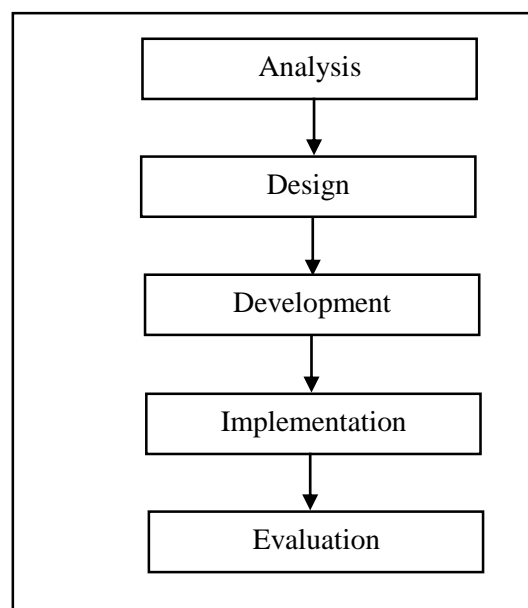 Analysis
Design
Development
Implementation
Evaluation